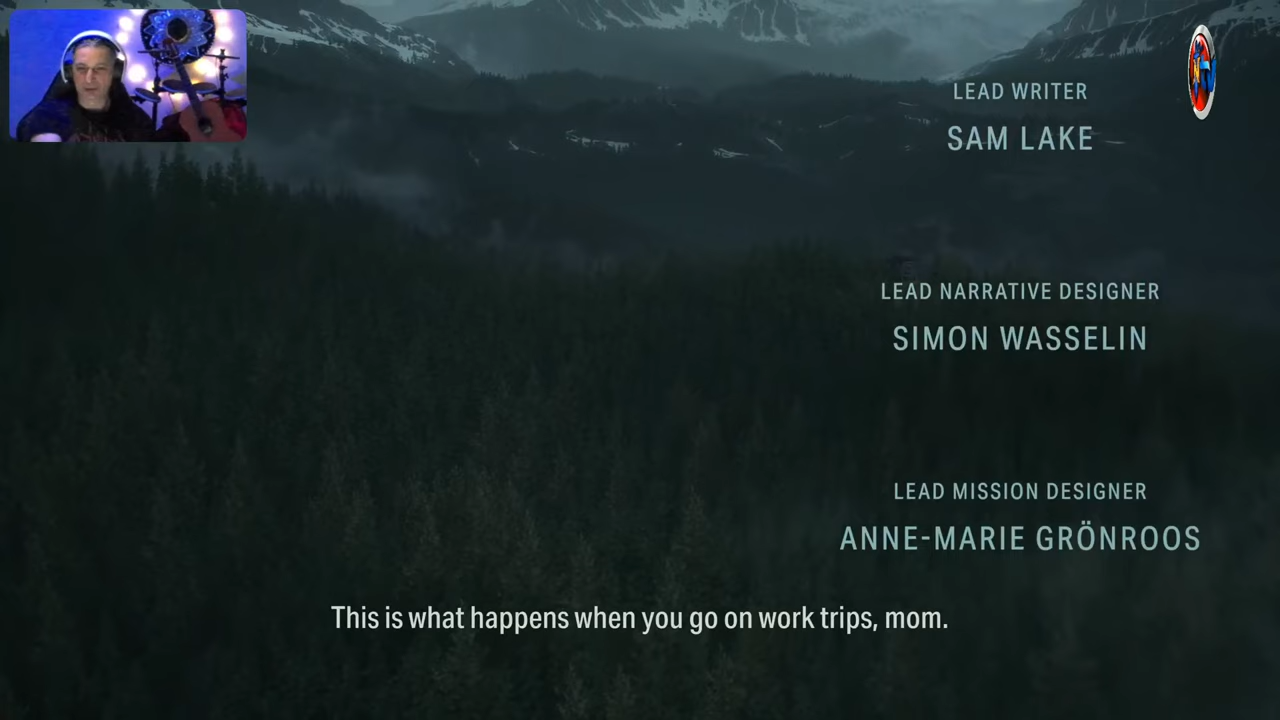 LEAD WRITER
SAM LAKE
LEAD NARRATIVE DESIGNER
SIMON WASSELIN
LEAD MISSION DESIGNER
ANNE-MARIE GRÖNROOS
This is what happens when you go on work trips, mom.